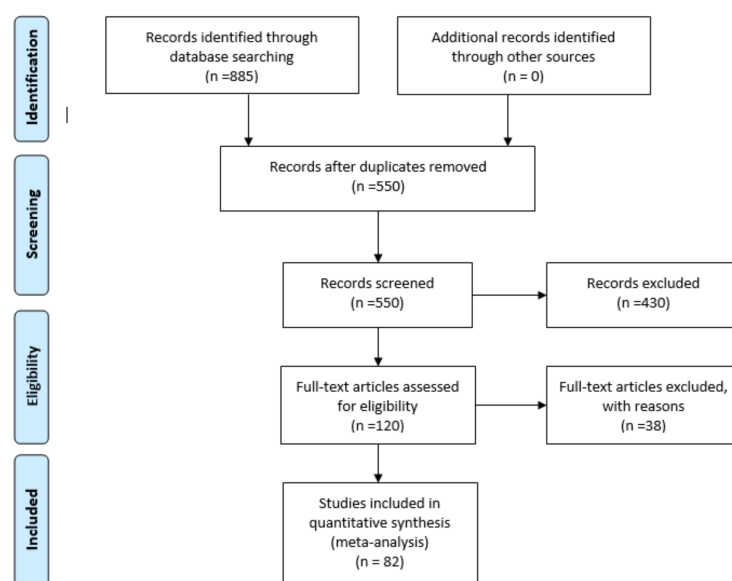 Identification
Records identified through
database searching
(n =885)
Additional records identified
through other sources
(n = 0)
Records after duplicates removed
(n =550)
Screening
Records screened
(n =550)
Records excluded
(n =430)
Eligibility
Full-text articles assessed
for eligibility
(n =120)
Full-text articles excluded,
with reasons
(n =38)
Included
Studies included in
quantitative synthesis
(meta-analysis)
(n = 82)